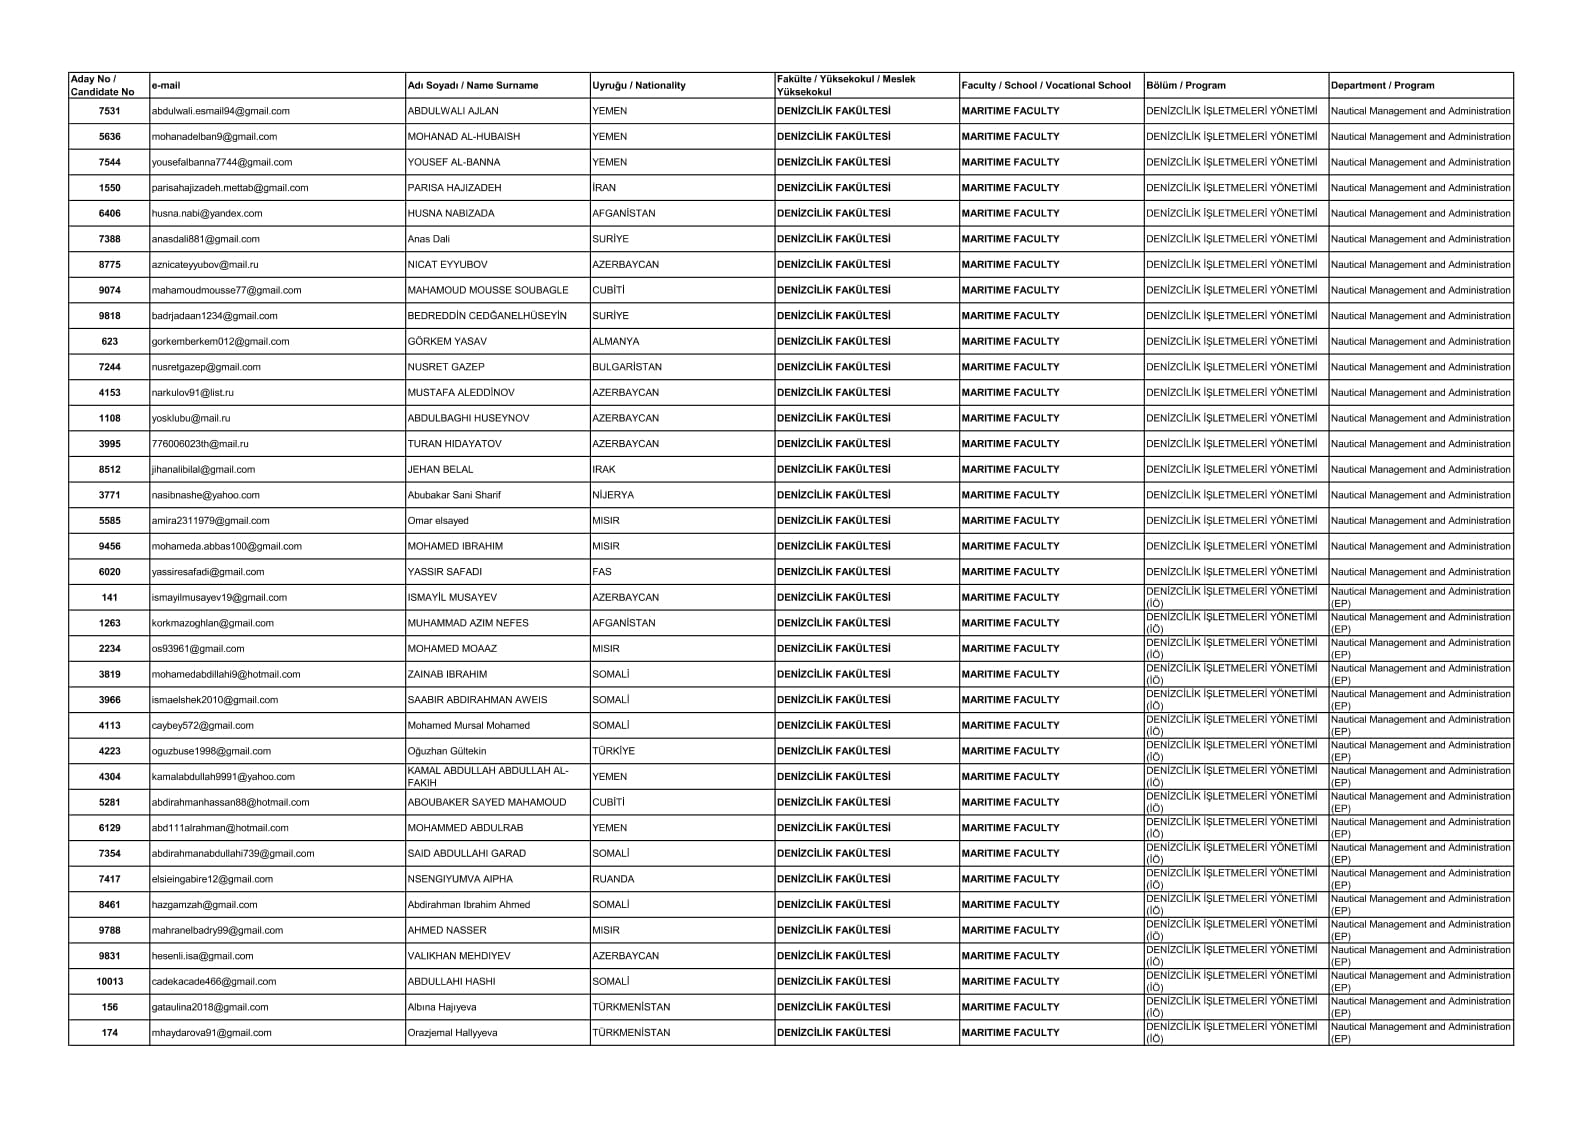 Aday No / Candidate No | e-mail | Adı Soyadı / Name Surname | Uyruğu / Nationality | Fakülte / Yüksekokul / Meslek Yüksekokul | Faculty / School / Vocational School | Bölüm / Program | Department / Program
7531 abdulwali.esmail94@gmail.com ABDULWALI AJLAN YEMEN DENİZCİLİK FAKÜLTESİ MARITIME FACULTY DENİZCİLİK İŞLETMELERİ YÖNETİMİ Nautical Management and Administration
5636 mohanadelban9@gmail.com MOHANAD AL-HUBAISH YEMEN DENİZCİLİK FAKÜLTESİ MARITIME FACULTY DENİZCİLİK İŞLETMELERİ YÖNETİMİ Nautical Management and Administration
7544 yousefalbanna7744@gmail.com YOUSEF AL-BANNA YEMEN DENİZCİLİK FAKÜLTESİ MARITIME FACULTY DENİZCİLİK İŞLETMELERİ YÖNETİMİ Nautical Management and Administration
1550 parisahajizadeh.mettab@gmail.com PARISA HAJIZADEH İRAN DENİZCİLİK FAKÜLTESİ MARITIME FACULTY DENİZCİLİK İŞLETMELERİ YÖNETİMİ Nautical Management and Administration
6406 husna.nabi@yandex.com HUSNA NABIZADA AFGANİSTAN DENİZCİLİK FAKÜLTESİ MARITIME FACULTY DENİZCİLİK İŞLETMELERİ YÖNETİMİ Nautical Management and Administration
7388 anasdali881@gmail.com Anas Dali SURİYE DENİZCİLİK FAKÜLTESİ MARITIME FACULTY DENİZCİLİK İŞLETMELERİ YÖNETİMİ Nautical Management and Administration
8775 aznicateyyubov@mail.ru NICAT EYYUBOV AZERBAYCAN DENİZCİLİK FAKÜLTESİ MARITIME FACULTY DENİZCİLİK İŞLETMELERİ YÖNETİMİ Nautical Management and Administration
9074 mahamoudmousse77@gmail.com MAHAMOUD MOUSSE SOUBAGLE CUBİTİ DENİZCİLİK FAKÜLTESİ MARITIME FACULTY DENİZCİLİK İŞLETMELERİ YÖNETİMİ Nautical Management and Administration
9818 badrjadaan1234@gmail.com BEDREDDİN CEDĞANELHÜSEYİN SURİYE DENİZCİLİK FAKÜLTESİ MARITIME FACULTY DENİZCİLİK İŞLETMELERİ YÖNETİMİ Nautical Management and Administration
623 gorkemberkem012@gmail.com GÖRKEM YASAV ALMANYA DENİZCİLİK FAKÜLTESİ MARITIME FACULTY DENİZCİLİK İŞLETMELERİ YÖNETİMİ Nautical Management and Administration
7244 nusretgazep@gmail.com NUSRET GAZEP BULGARİSTAN DENİZCİLİK FAKÜLTESİ MARITIME FACULTY DENİZCİLİK İŞLETMELERİ YÖNETİMİ Nautical Management and Administration
4153 narkulov91@list.ru MUSTAFA ALEDDİNOV AZERBAYCAN DENİZCİLİK FAKÜLTESİ MARITIME FACULTY DENİZCİLİK İŞLETMELERİ YÖNETİMİ Nautical Management and Administration
1108 yosklubu@mail.ru ABDULBAGHI HUSEYNOV AZERBAYCAN DENİZCİLİK FAKÜLTESİ MARITIME FACULTY DENİZCİLİK İŞLETMELERİ YÖNETİMİ Nautical Management and Administration
3995 776006023th@mail.ru TURAN HIDAYATOV AZERBAYCAN DENİZCİLİK FAKÜLTESİ MARITIME FACULTY DENİZCİLİK İŞLETMELERİ YÖNETİMİ Nautical Management and Administration
8512 jihanalibilal@gmail.com JEHAN BELAL IRAK DENİZCİLİK FAKÜLTESİ MARITIME FACULTY DENİZCİLİK İŞLETMELERİ YÖNETİMİ Nautical Management and Administration
3771 nasibnashe@yahoo.com Abubakar Sani Sharif NİJERYA DENİZCİLİK FAKÜLTESİ MARITIME FACULTY DENİZCİLİK İŞLETMELERİ YÖNETİMİ Nautical Management and Administration
5585 amira2311979@gmail.com Omar elsayed MISIR DENİZCİLİK FAKÜLTESİ MARITIME FACULTY DENİZCİLİK İŞLETMELERİ YÖNETİMİ Nautical Management and Administration
9456 mohameda.abbas100@gmail.com MOHAMED IBRAHIM MISIR DENİZCİLİK FAKÜLTESİ MARITIME FACULTY DENİZCİLİK İŞLETMELERİ YÖNETİMİ Nautical Management and Administration
6020 yassiresafadi@gmail.com YASSIR SAFADI FAS DENİZCİLİK FAKÜLTESİ MARITIME FACULTY DENİZCİLİK İŞLETMELERİ YÖNETİMİ Nautical Management and Administration
141 ismayilmusayev19@gmail.com ISMAYİL MUSAYEV AZERBAYCAN DENİZCİLİK FAKÜLTESİ MARITIME FACULTY DENİZCİLİK İŞLETMELERİ YÖNETİMİ (İÖ) Nautical Management and Administration (EP)
1263 korkmazoghlan@gmail.com MUHAMMAD AZIM NEFES AFGANİSTAN DENİZCİLİK FAKÜLTESİ MARITIME FACULTY DENİZCİLİK İŞLETMELERİ YÖNETİMİ (İÖ) Nautical Management and Administration (EP)
2234 os93961@gmail.com MOHAMED MOAAZ MISIR DENİZCİLİK FAKÜLTESİ MARITIME FACULTY DENİZCİLİK İŞLETMELERİ YÖNETİMİ (İÖ) Nautical Management and Administration (EP)
3819 mohamedabdillahi9@hotmail.com ZAINAB IBRAHIM SOMALİ DENİZCİLİK FAKÜLTESİ MARITIME FACULTY DENİZCİLİK İŞLETMELERİ YÖNETİMİ (İÖ) Nautical Management and Administration (EP)
3966 ismaelshek2010@gmail.com SAABIR ABDIRAHMAN AWEIS SOMALİ DENİZCİLİK FAKÜLTESİ MARITIME FACULTY DENİZCİLİK İŞLETMELERİ YÖNETİMİ (İÖ) Nautical Management and Administration (EP)
4113 caybey572@gmail.com Mohamed Mursal Mohamed SOMALİ DENİZCİLİK FAKÜLTESİ MARITIME FACULTY DENİZCİLİK İŞLETMELERİ YÖNETİMİ (İÖ) Nautical Management and Administration (EP)
4223 oguzbuse1998@gmail.com Oğuzhan Gültekin TÜRKİYE DENİZCİLİK FAKÜLTESİ MARITIME FACULTY DENİZCİLİK İŞLETMELERİ YÖNETİMİ (İÖ) Nautical Management and Administration (EP)
4304 kamalabdullah9991@yahoo.com KAMAL ABDULLAH ABDULLAH AL-FAKIH YEMEN DENİZCİLİK FAKÜLTESİ MARITIME FACULTY DENİZCİLİK İŞLETMELERİ YÖNETİMİ (İÖ) Nautical Management and Administration (EP)
5281 abdirahmanhassan88@hotmail.com ABOUBAKER SAYED MAHAMOUD CUBİTİ DENİZCİLİK FAKÜLTESİ MARITIME FACULTY DENİZCİLİK İŞLETMELERİ YÖNETİMİ (İÖ) Nautical Management and Administration (EP)
6129 abd111alrahman@hotmail.com MOHAMMED ABDULRAB YEMEN DENİZCİLİK FAKÜLTESİ MARITIME FACULTY DENİZCİLİK İŞLETMELERİ YÖNETİMİ (İÖ) Nautical Management and Administration (EP)
7354 abdirahmanabdullahi739@gmail.com SAID ABDULLAHI GARAD SOMALİ DENİZCİLİK FAKÜLTESİ MARITIME FACULTY DENİZCİLİK İŞLETMELERİ YÖNETİMİ (İÖ) Nautical Management and Administration (EP)
7417 elsieingabire12@gmail.com NSENGIYUMVA AIPHA RUANDA DENİZCİLİK FAKÜLTESİ MARITIME FACULTY DENİZCİLİK İŞLETMELERİ YÖNETİMİ (İÖ) Nautical Management and Administration (EP)
8461 hazgamzah@gmail.com Abdirahman Ibrahim Ahmed SOMALİ DENİZCİLİK FAKÜLTESİ MARITIME FACULTY DENİZCİLİK İŞLETMELERİ YÖNETİMİ (İÖ) Nautical Management and Administration (EP)
9788 mahranelbadry99@gmail.com AHMED NASSER MISIR DENİZCİLİK FAKÜLTESİ MARITIME FACULTY DENİZCİLİK İŞLETMELERİ YÖNETİMİ (İÖ) Nautical Management and Administration (EP)
9831 hesenli.isa@gmail.com VALIKHAN MEHDIYEV AZERBAYCAN DENİZCİLİK FAKÜLTESİ MARITIME FACULTY DENİZCİLİK İŞLETMELERİ YÖNETİMİ (İÖ) Nautical Management and Administration (EP)
10013 cadekacade466@gmail.com ABDULLAHI HASHI SOMALİ DENİZCİLİK FAKÜLTESİ MARITIME FACULTY DENİZCİLİK İŞLETMELERİ YÖNETİMİ (İÖ) Nautical Management and Administration (EP)
156 gataulina2018@gmail.com Albına Hajıyeva TÜRKMENİSTAN DENİZCİLİK FAKÜLTESİ MARITIME FACULTY DENİZCİLİK İŞLETMELERİ YÖNETİMİ (İÖ) Nautical Management and Administration (EP)
174 mhaydarova91@gmail.com Orazjemal Hallyyeva TÜRKMENİSTAN DENİZCİLİK FAKÜLTESİ MARITIME FACULTY DENİZCİLİK İŞLETMELERİ YÖNETİMİ (İÖ) Nautical Management and Administration (EP)